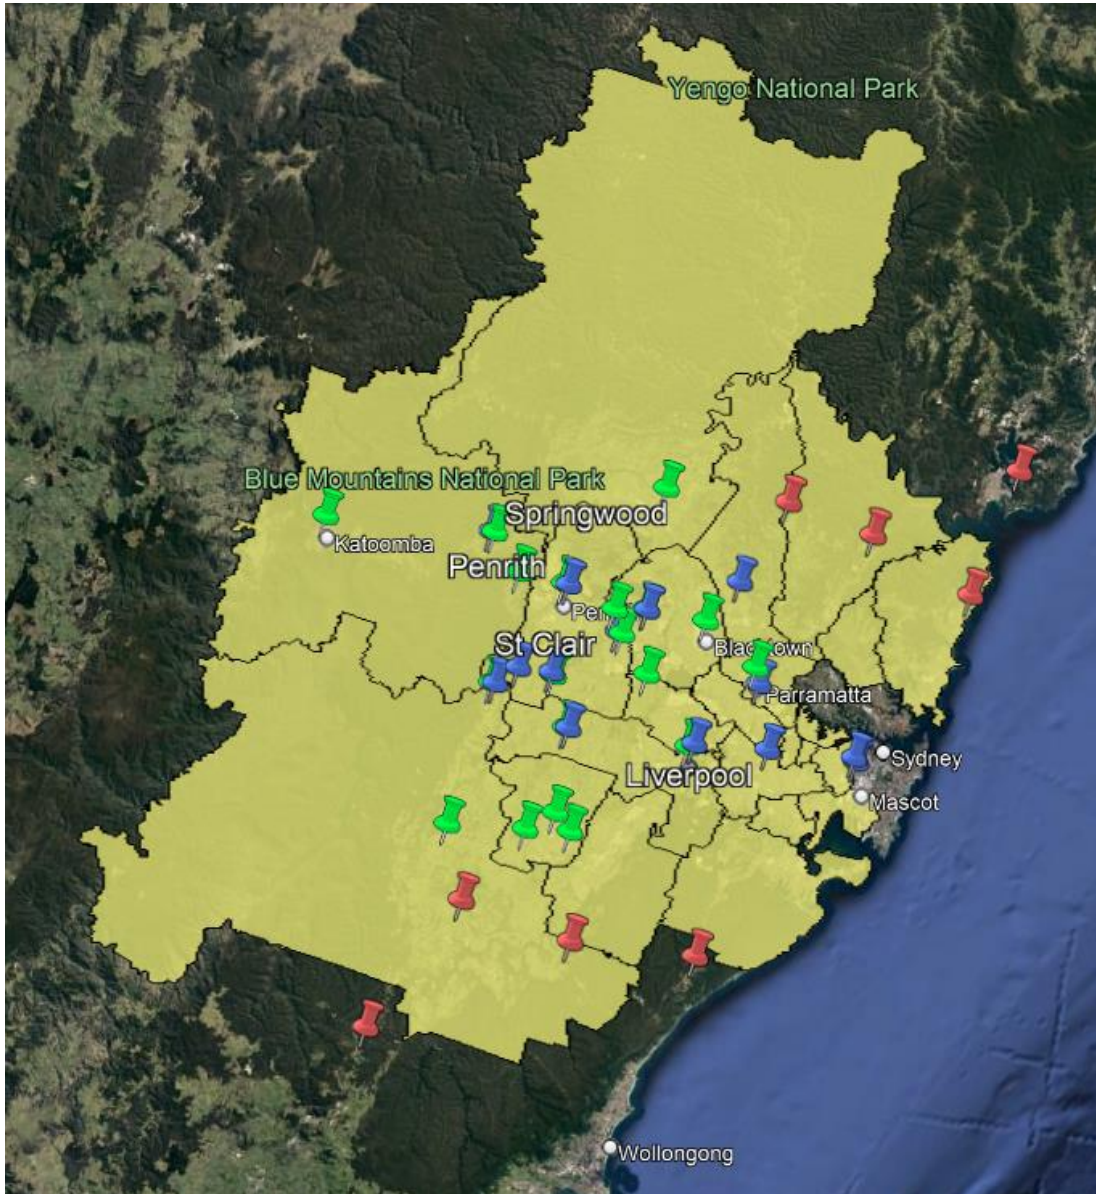 Yengo National Park
Blue Mountains National Park
Springwood
Katoomba
Penrith
St Clair
Parramatta
Sydney
Liverpool
Mascot
Wollongong